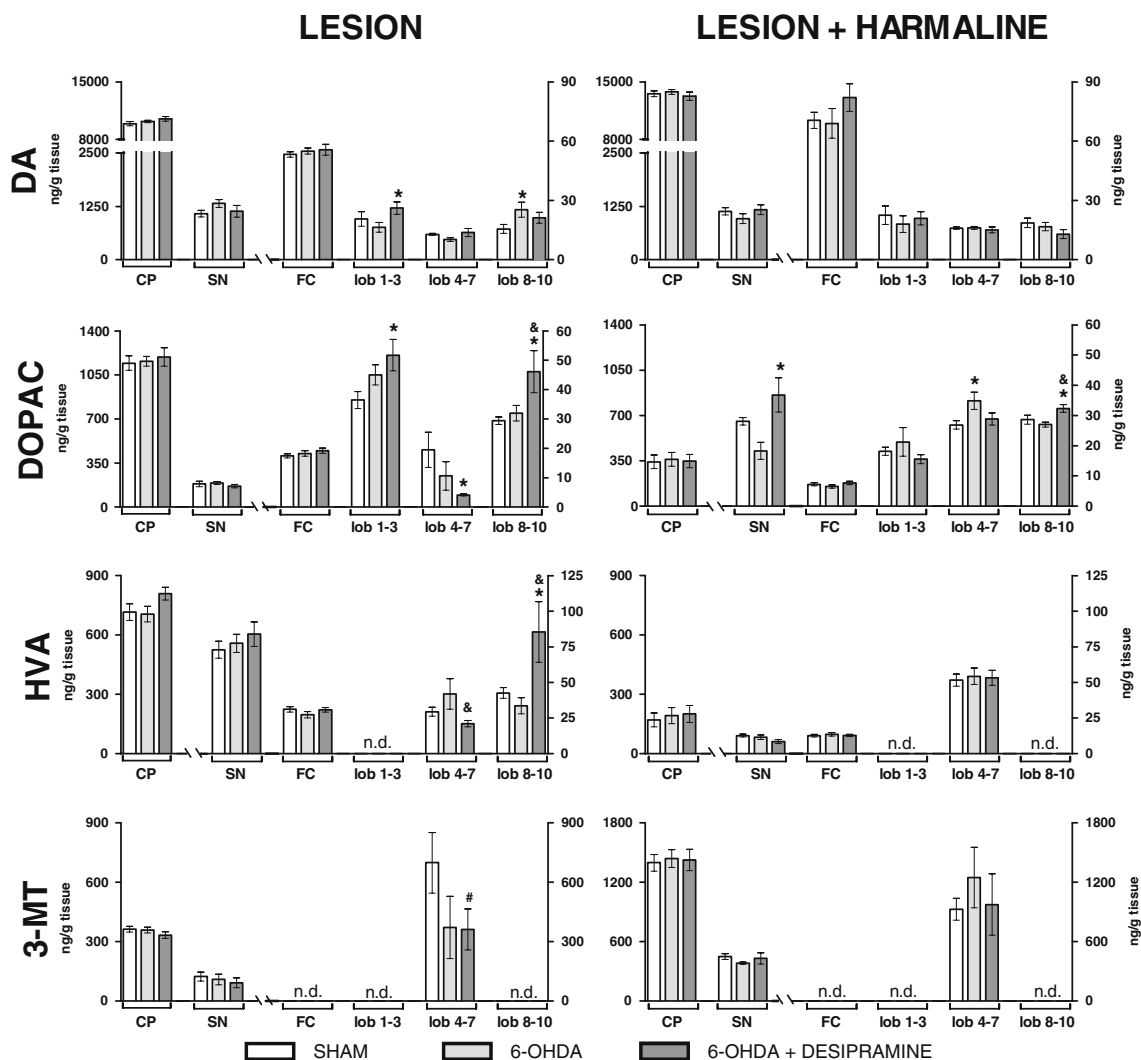 LESION
LESION + HARMALINE
DA
ng/g tissue
15000
8000
2500
1250
0
90
60
30
0
*
*
CP
SN
FC
lob 1-3
lob 4-7
lob 8-10
15000
8000
2500
1250
0
90
60
30
0
ng/g tissue
CP
SN
FC
lob 1-3
lob 4-7
lob 8-10
DOPAC
ng/g tissue
1400
1050
700
350
0
60
50
40
30
20
10
0
*
*
&
*
CP
SN
FC
lob 1-3
lob 4-7
lob 8-10
1400
1050
700
350
0
60
50
40
30
20
10
0
ng/g tissue
*
*
&
*
CP
SN
FC
lob 1-3
lob 4-7
lob 8-10
HVA
ng/g tissue
900
600
300
0
125
100
75
50
25
0
n.d.
&
&
*
CP
SN
FC
lob 1-3
lob 4-7
lob 8-10
900
600
300
0
125
100
75
50
25
0
ng/g tissue
n.d.
n.d.
CP
SN
FC
lob 1-3
lob 4-7
lob 8-10
3-MT
ng/g tissue
900
600
300
0
900
600
300
0
n.d.
n.d.
#
n.d.
CP
SN
FC
lob 1-3
lob 4-7
lob 8-10
1800
1200
600
0
1800
1200
600
0
ng/g tissue
n.d.
n.d.
n.d.
CP
SN
FC
lob 1-3
lob 4-7
lob 8-10
SHAM
6-OHDA
6-OHDA + DESIPRAMINE